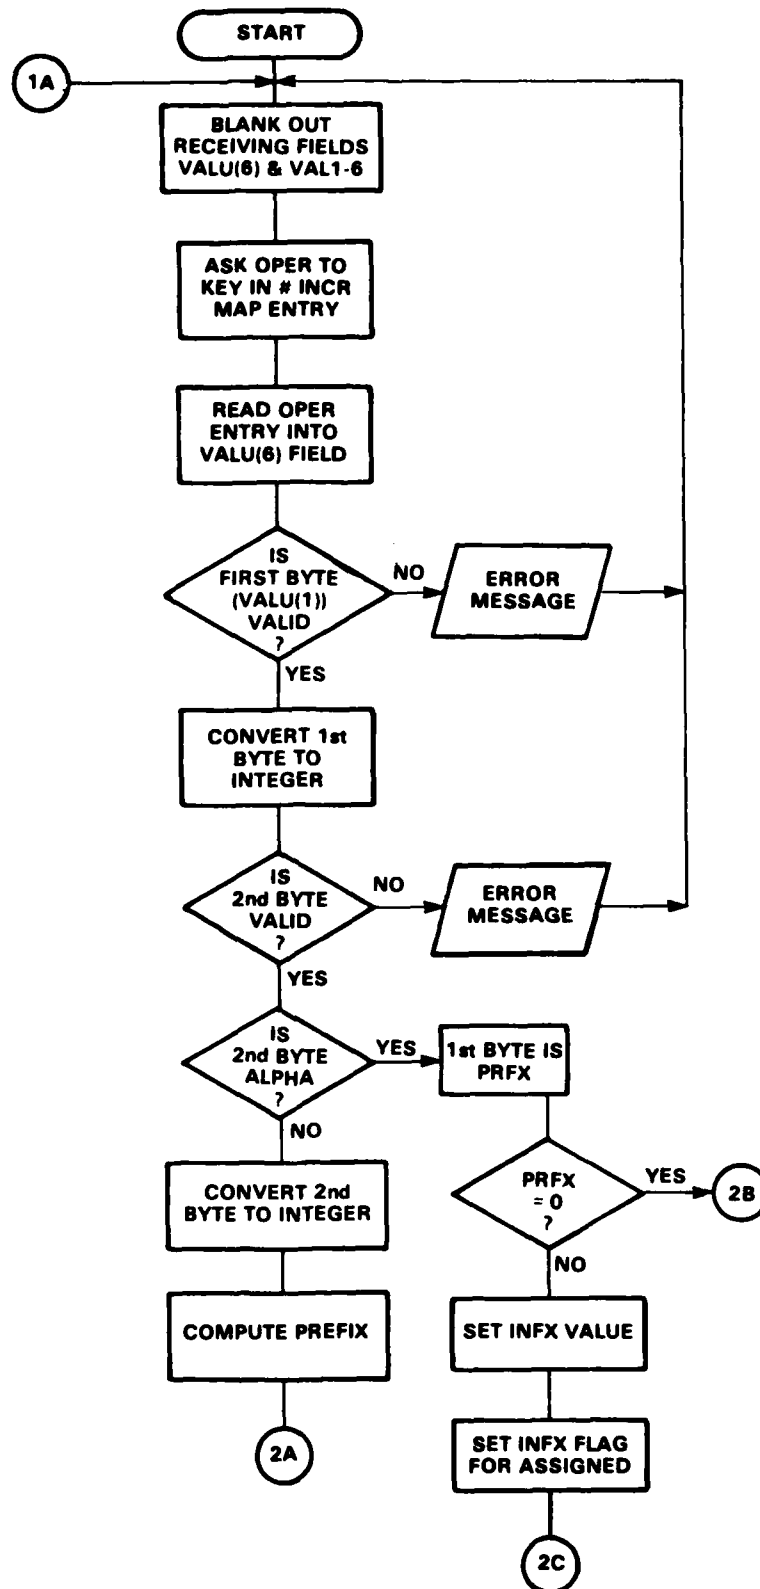 START
1A
BLANK OUT
RECEIVING FIELDS
VALU(6) & VAL1-6
ASK OPER TO
KEY IN # INCR
MAP ENTRY
READ OPER
ENTRY INTO
VALU(6) FIELD
IS
FIRST BYTE
(VALU(1))
VALID
?
NO
ERROR
MESSAGE
YES
CONVERT 1st
BYTE TO
INTEGER
IS
2nd BYTE
VALID
?
NO
ERROR
MESSAGE
YES
IS
2nd BYTE
ALPHA
?
YES
1st BYTE IS
PRFX
NO
CONVERT 2nd
BYTE TO INTEGER
PRFX
= 0
?
YES
2B
NO
COMPUTE PREFIX
SET INFX VALUE
2A
SET INFX FLAG
FOR ASSIGNED
2C